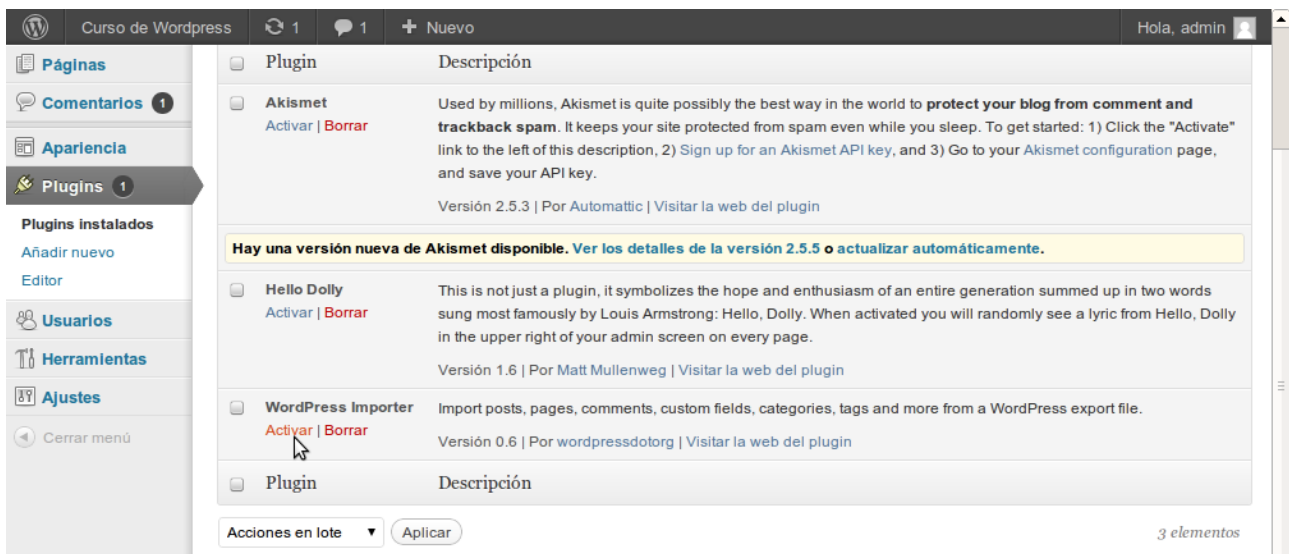 Curso de Wordpress 1 1 + Nuevo Hola, admin
Páginas
Comentarios 1
Apariencia
Plugins 1
Plugins instalados
Añadir nuevo
Editor
Usuarios
Herramientas
Ajustes
Cerrar menú
Plugin Descripción
Akismet
Activar | Borrar
Used by millions, Akismet is quite possibly the best way in the world to protect your blog from comment and
trackback spam. It keeps your site protected from spam even while you sleep. To get started: 1) Click the "Activate"
link to the left of this description, 2) Sign up for an Akismet API key, and 3) Go to your Akismet configuration page,
and save your API key.
Versión 2.5.3 | Por Automattic | Visitar la web del plugin
Hay una versión nueva de Akismet disponible. Ver los detalles de la versión 2.5.5 o actualizar automáticamente.
Hello Dolly
Activar | Borrar
This is not just a plugin, it symbolizes the hope and enthusiasm of an entire generation summed up in two words
sung most famously by Louis Armstrong: Hello, Dolly. When activated you will randomly see a lyric from Hello, Dolly
in the upper right of your admin screen on every page.
Versión 1.6 | Por Matt Mullenweg | Visitar la web del plugin
WordPress Importer
Activar | Borrar
Import posts, pages, comments, custom fields, categories, tags and more from a WordPress export file.
Versión 0.6 | Por wordpressdotorg | Visitar la web del plugin
Plugin Descripción
Acciones en lote Aplicar 3 elementos